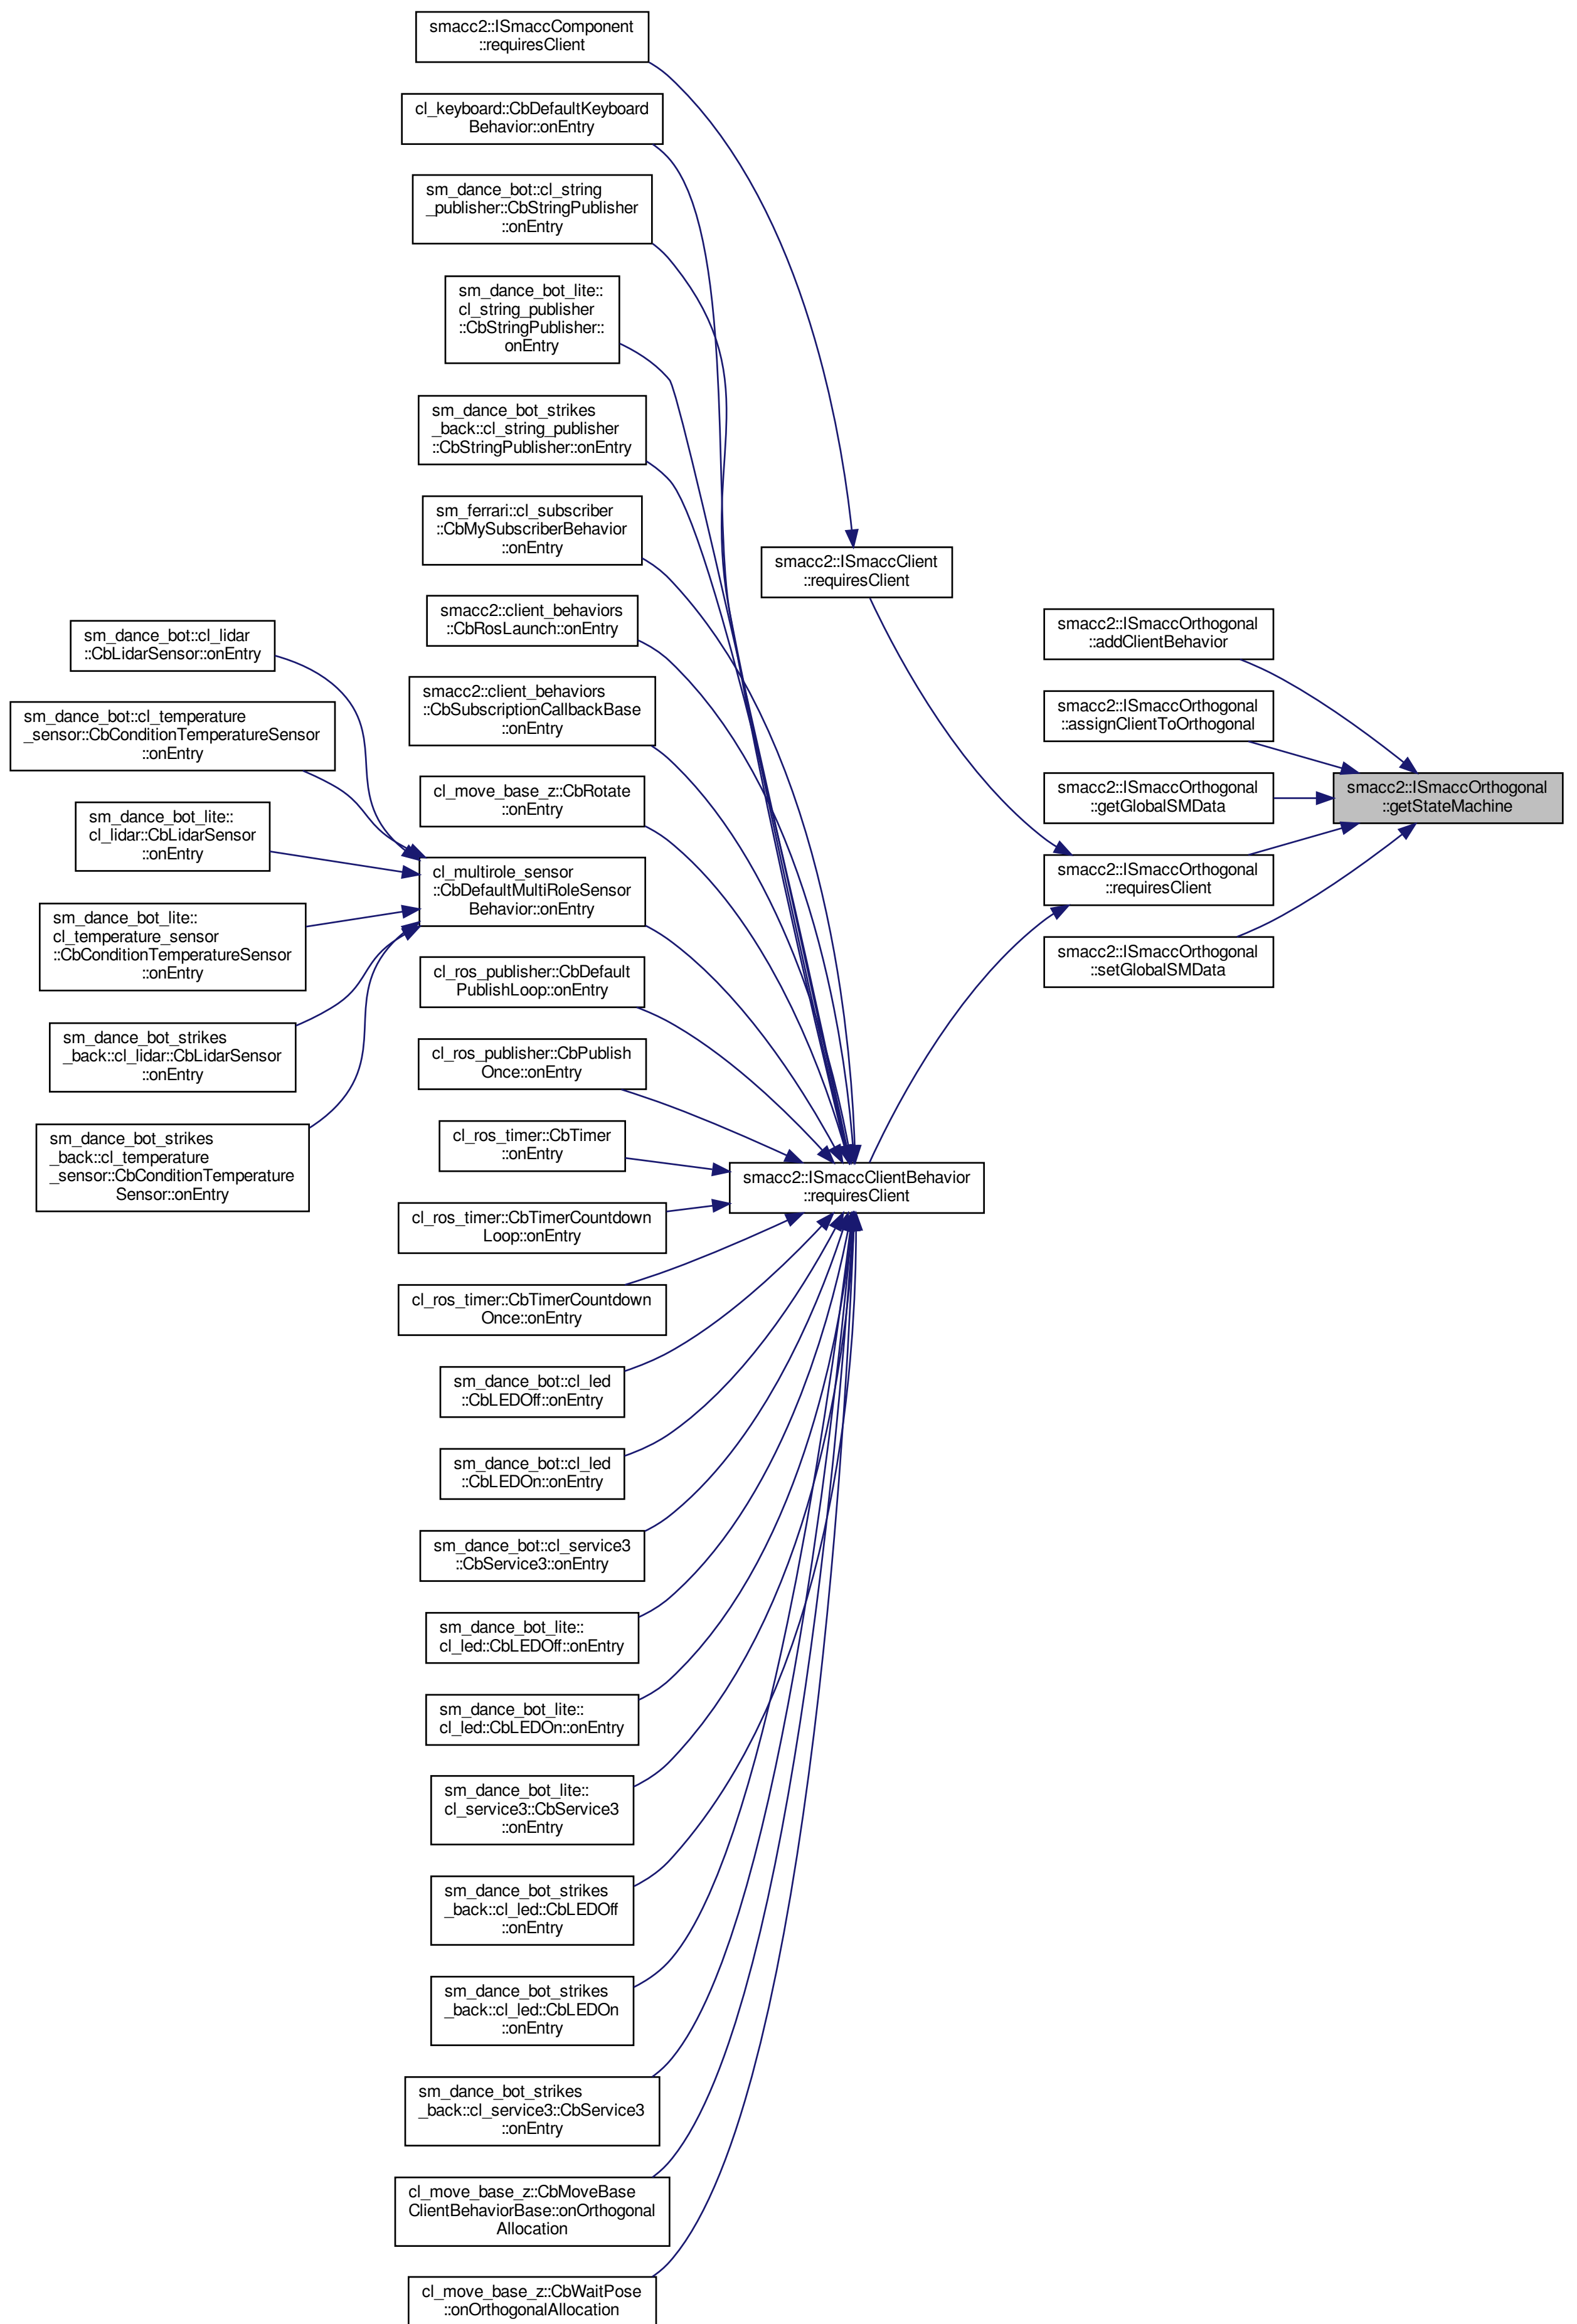 smacc2::ISmaccComponent
::requiresClient
cl_keyboard::CbDefaultKeyboard
Behavior::onEntry
sm_dance_bot::cl_string
_publisher::CbStringPublisher
::onEntry
sm_dance_bot_lite::
cl_string_publisher
::CbStringPublisher::
onEntry
sm_dance_bot_strikes
_back::cl_string_publisher
::CbStringPublisher::onEntry
sm_ferrari::cl_subscriber
::CbMySubscriberBehavior
::onEntry
smacc2::client_behaviors
::CbRosLaunch::onEntry
smacc2::client_behaviors
::CbSubscriptionCallbackBase
::onEntry
cl_move_base_z::CbRotate
::onEntry
cl_multirole_sensor
::CbDefaultMultiRoleSensor
Behavior::onEntry
cl_ros_publisher::CbDefault
PublishLoop::onEntry
cl_ros_publisher::CbPublish
Once::onEntry
cl_ros_timer::CbTimer
::onEntry
cl_ros_timer::CbTimerCountdown
Loop::onEntry
cl_ros_timer::CbTimerCountdown
Once::onEntry
sm_dance_bot::cl_led
::CbLEDOff::onEntry
sm_dance_bot::cl_led
::CbLEDOn::onEntry
sm_dance_bot::cl_service3
::CbService3::onEntry
sm_dance_bot_lite::
cl_led::CbLEDOff::onEntry
sm_dance_bot_lite::
cl_led::CbLEDOn::onEntry
sm_dance_bot_lite::
cl_service3::CbService3
::onEntry
sm_dance_bot_strikes
_back::cl_led::CbLEDOff
::onEntry
sm_dance_bot_strikes
_back::cl_led::CbLEDOn
::onEntry
sm_dance_bot_strikes
_back::cl_service3::CbService3
::onEntry
cl_move_base_z::CbMoveBase
ClientBehaviorBase::onOrthogonal
Allocation
cl_move_base_z::CbWaitPose
::onOrthogonalAllocation
sm_dance_bot::cl_lidar
::CbLidarSensor::onEntry
sm_dance_bot::cl_temperature
_sensor::CbConditionTemperatureSensor
::onEntry
sm_dance_bot_lite::
cl_lidar::CbLidarSensor
::onEntry
sm_dance_bot_lite::
cl_temperature_sensor
::CbConditionTemperatureSensor
::onEntry
sm_dance_bot_strikes
_back::cl_lidar::CbLidarSensor
::onEntry
sm_dance_bot_strikes
_back::cl_temperature
_sensor::CbConditionTemperature
Sensor::onEntry
smacc2::ISmaccClient
::requiresClient
smacc2::ISmaccClientBehavior
::requiresClient
smacc2::ISmaccOrthogonal
::addClientBehavior
smacc2::ISmaccOrthogonal
::assignClientToOrthogonal
smacc2::ISmaccOrthogonal
::getGlobalSMData
smacc2::ISmaccOrthogonal
::requiresClient
smacc2::ISmaccOrthogonal
::setGlobalSMData
smacc2::ISmaccOrthogonal
::getStateMachine